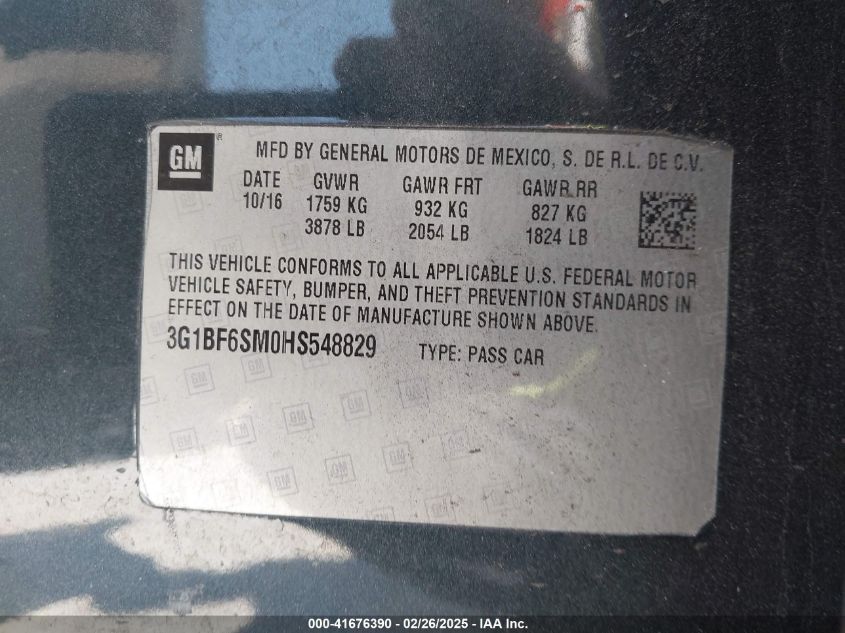 GM ®
MFD BY GENERAL MOTORS DE MEXICO, S. DE R.L. DE C.V.
DATE GVWR GAWR FRT GAWR RR
10/16 1759 KG 932 KG 827 KG
3878 LB 2054 LB 1824 LB
THIS VEHICLE CONFORMS TO ALL APPLICABLE U.S. FEDERAL MOTOR
VEHICLE SAFETY, BUMPER, AND THEFT PREVENTION STANDARDS IN
EFFECT ON THE DATE OF MANUFACTURE SHOWN ABOVE.
3G1BF6SM0HS548829 TYPE: PASS CAR
000-41676390 - 02/26/2025 - IAA Inc.